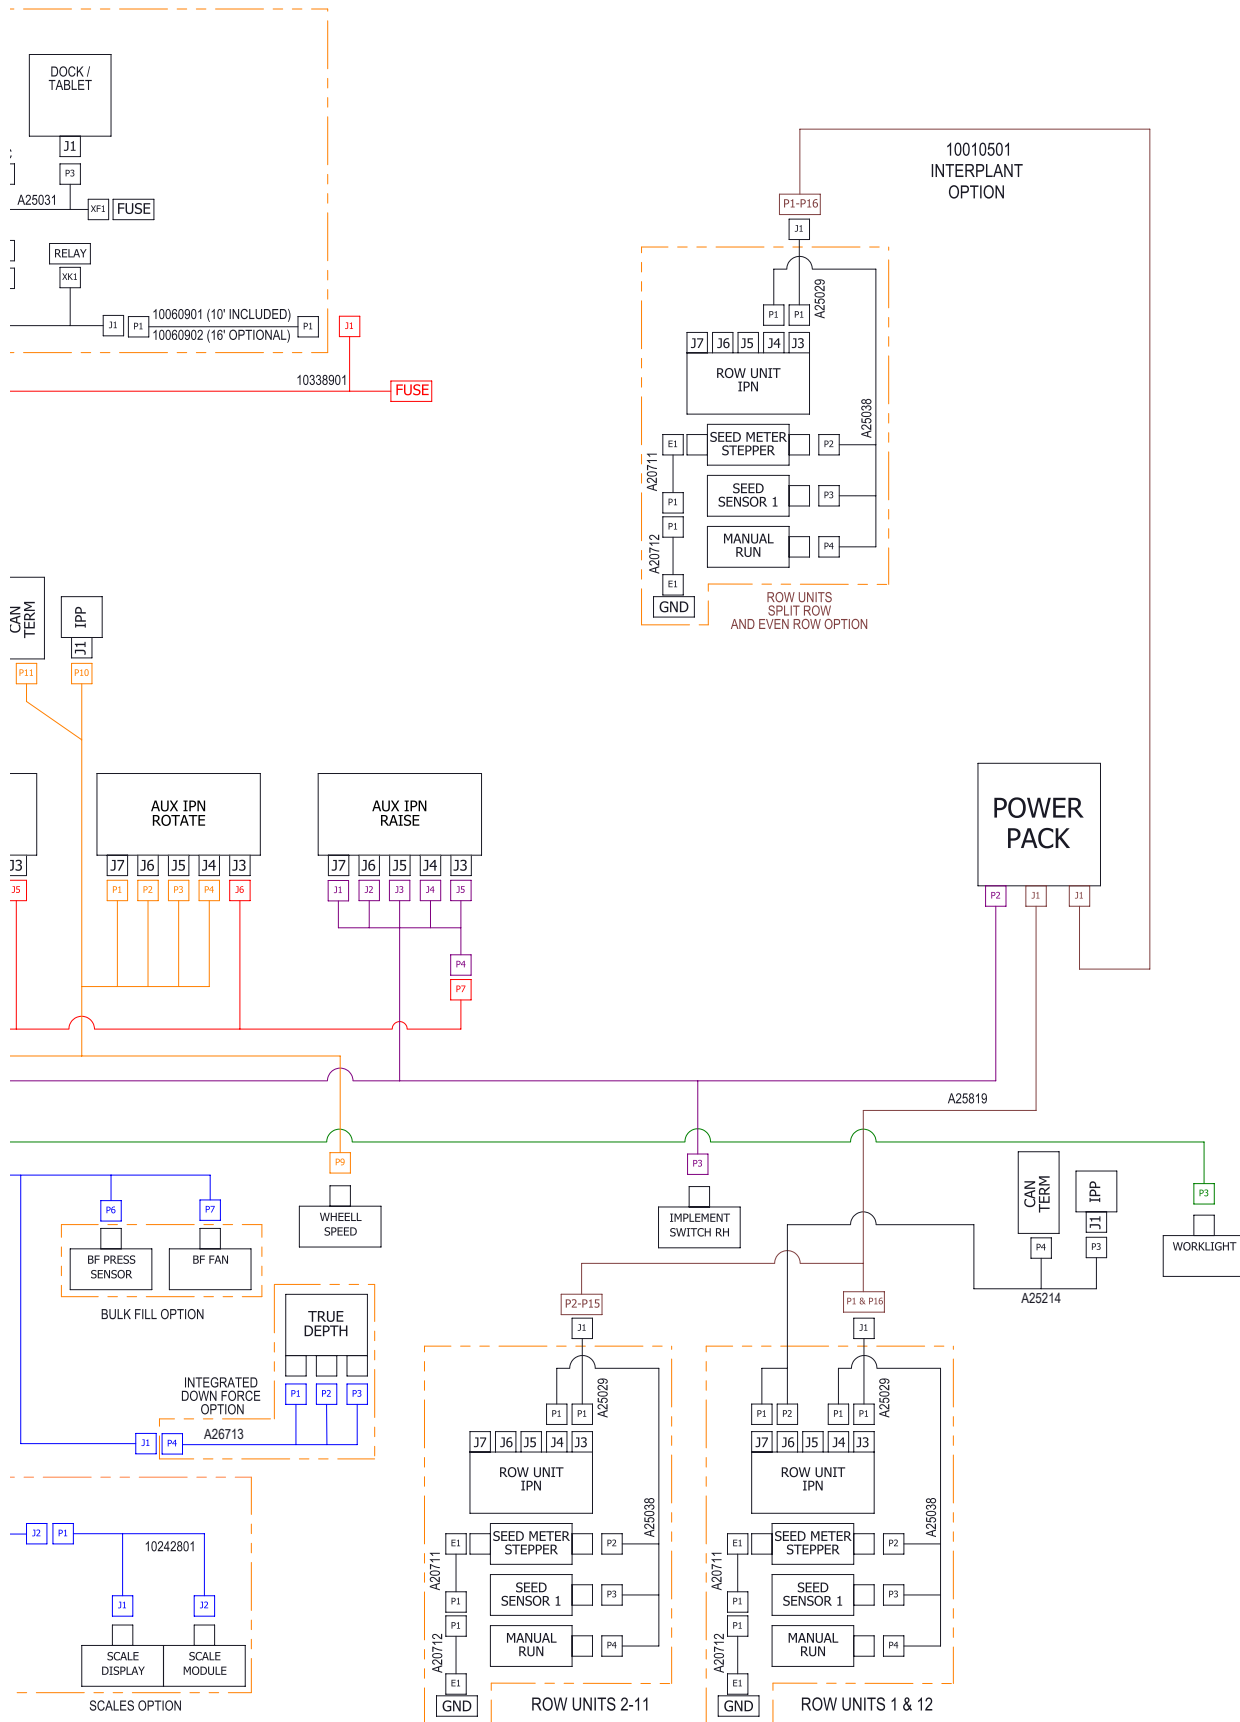 DOCK /
TABLET
J1
P3
A25031
XF1
FUSE
RELAY
XK1
J1
P1
10060901 (10' INCLUDED)
10060902 (16' OPTIONAL)
P1
J1
10338901
FUSE
10010501
INTERPLANT
OPTION
P1-P16
J1
A25029
P1
P1
J7
J6
J5
J4
J3
ROW UNIT
IPN
A25038
E1
SEED METER
STEPPER
P2
A20711
P1
SEED
SENSOR 1
P3
P1
MANUAL
RUN
P4
A20712
E1
GND
ROW UNITS
SPLIT ROW
AND EVEN ROW OPTION
CAN
TERM
P11
IPP
J1
P10
J3
J5
AUX IPN
ROTATE
J7
J6
J5
J4
J3
P1
P2
P3
P4
J6
AUX IPN
RAISE
J7
J6
J5
J4
J3
J1
J2
J3
J4
J5
P4
P7
POWER
PACK
P2
J1
J1
A25819
P9
WHEELL
SPEED
P3
IMPLEMENT
SWITCH RH
CAN
TERM
P4
IPP
J1
P3
A25214
P3
WORKLIGHT
P6
P7
BF PRESS
SENSOR
BF FAN
BULK FILL OPTION
TRUE
DEPTH
P1
P2
P3
INTEGRATED
DOWN FORCE
OPTION
A26713
J1
P4
J2
P1
10242801
J1
J2
SCALE
DISPLAY
SCALE
MODULE
SCALES OPTION
P2-P15
J1
A25029
P1
P1
J7
J6
J5
J4
J3
ROW UNIT
IPN
A25038
E1
SEED METER
STEPPER
P2
A20711
P1
SEED
SENSOR 1
P3
P1
MANUAL
RUN
P4
A20712
E1
GND
ROW UNITS 2-11
P1 & P16
J1
A25029
P1
P2
P1
P1
J7
J6
J5
J4
J3
ROW UNIT
IPN
A25038
E1
SEED METER
STEPPER
P2
A20711
P1
SEED
SENSOR 1
P3
P1
MANUAL
RUN
P4
A20712
E1
GND
ROW UNITS 1 & 12